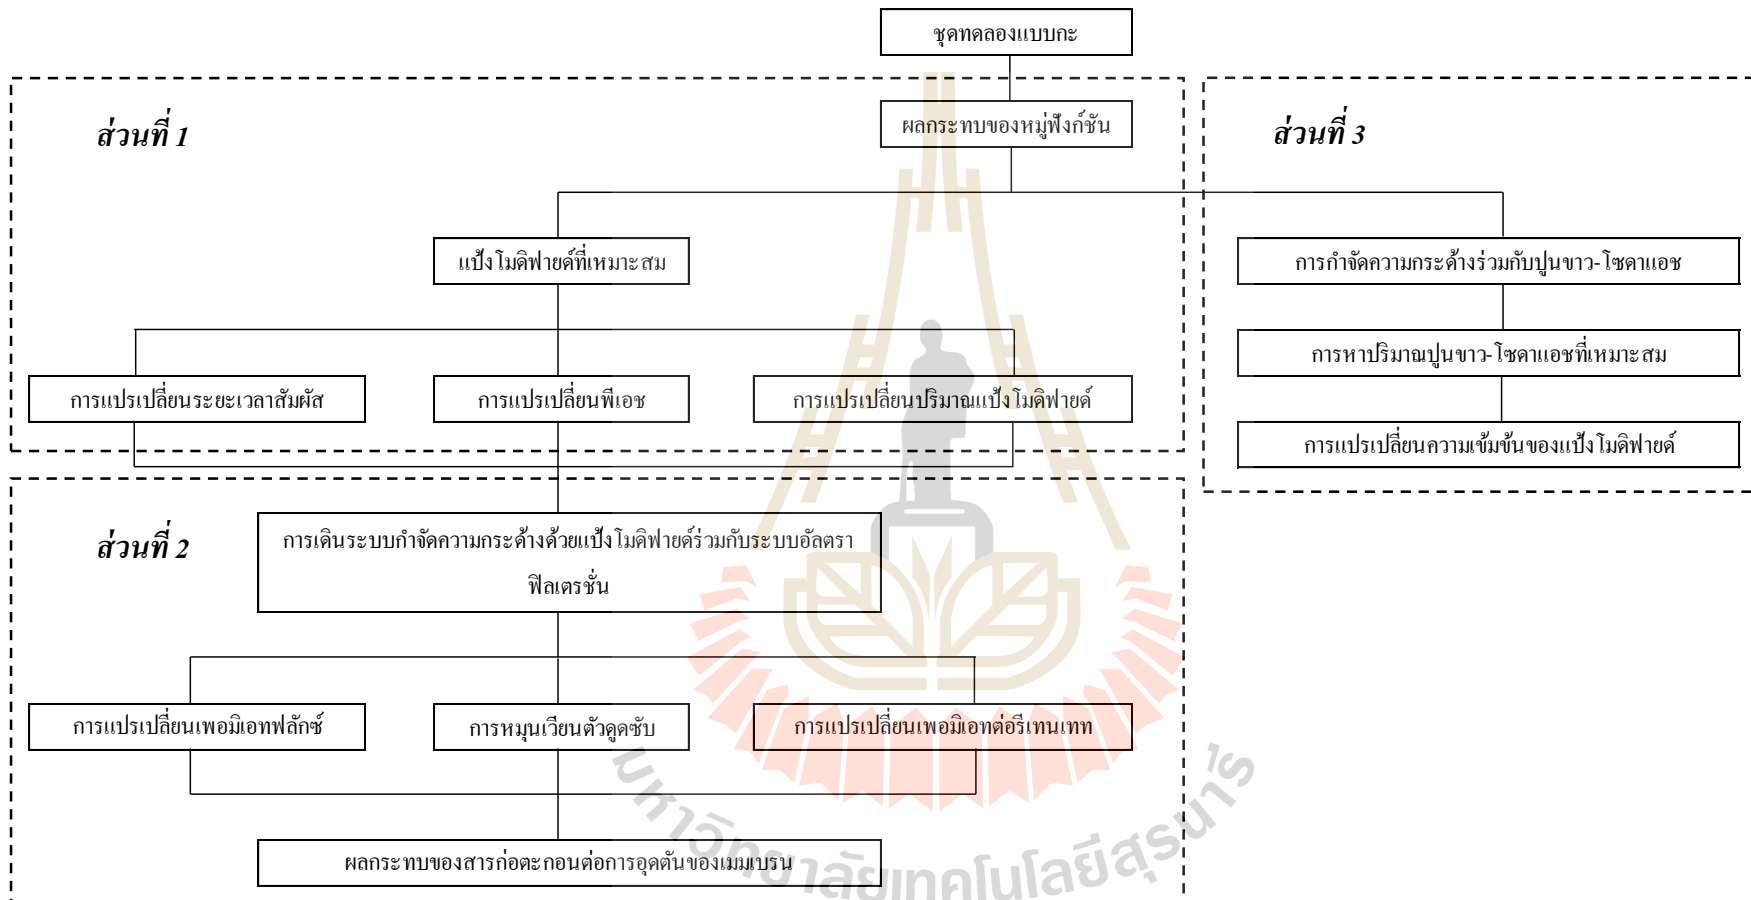 ชุดทดลองแบบกะ
ส่วนที่ 1
ผลกระทบของหมู่ฟังก์ชัน
ส่วนที่ 3
แป้งโมดิฟายด์ที่เหมาะสม
การกำจัดความกระด้างร่วมกับปูนขาว-โซดาแอช
การหาปริมาณปูนขาว-โซดาแอชที่เหมาะสม
การแปรเปลี่ยนระยะเวลาสัมผัส
การแปรเปลี่ยนพีเอช
การแปรเปลี่ยนปริมาณแป้งโมดิฟายด์
การแปรเปลี่ยนความเข้มข้นของแป้งโมดิฟายด์
ส่วนที่ 2
การเดินระบบกำจัดความกระด้างด้วยแป้งโมดิฟายด์ร่วมกับระบบอัลตรา
ฟิลเตรชั่น
การแปรเปลี่ยนเพอมิเอทฟลักซ์
การหมุนเวียนตัวดูดซับ
การแปรเปลี่ยนเพอมิเอทต่อรีเทนเทท
ผลกระทบของสารก่อตะกอนต่อการอุดตันของเมมเบรน
มหาวิทยาลัยเทคโนโลยีสุรนารี